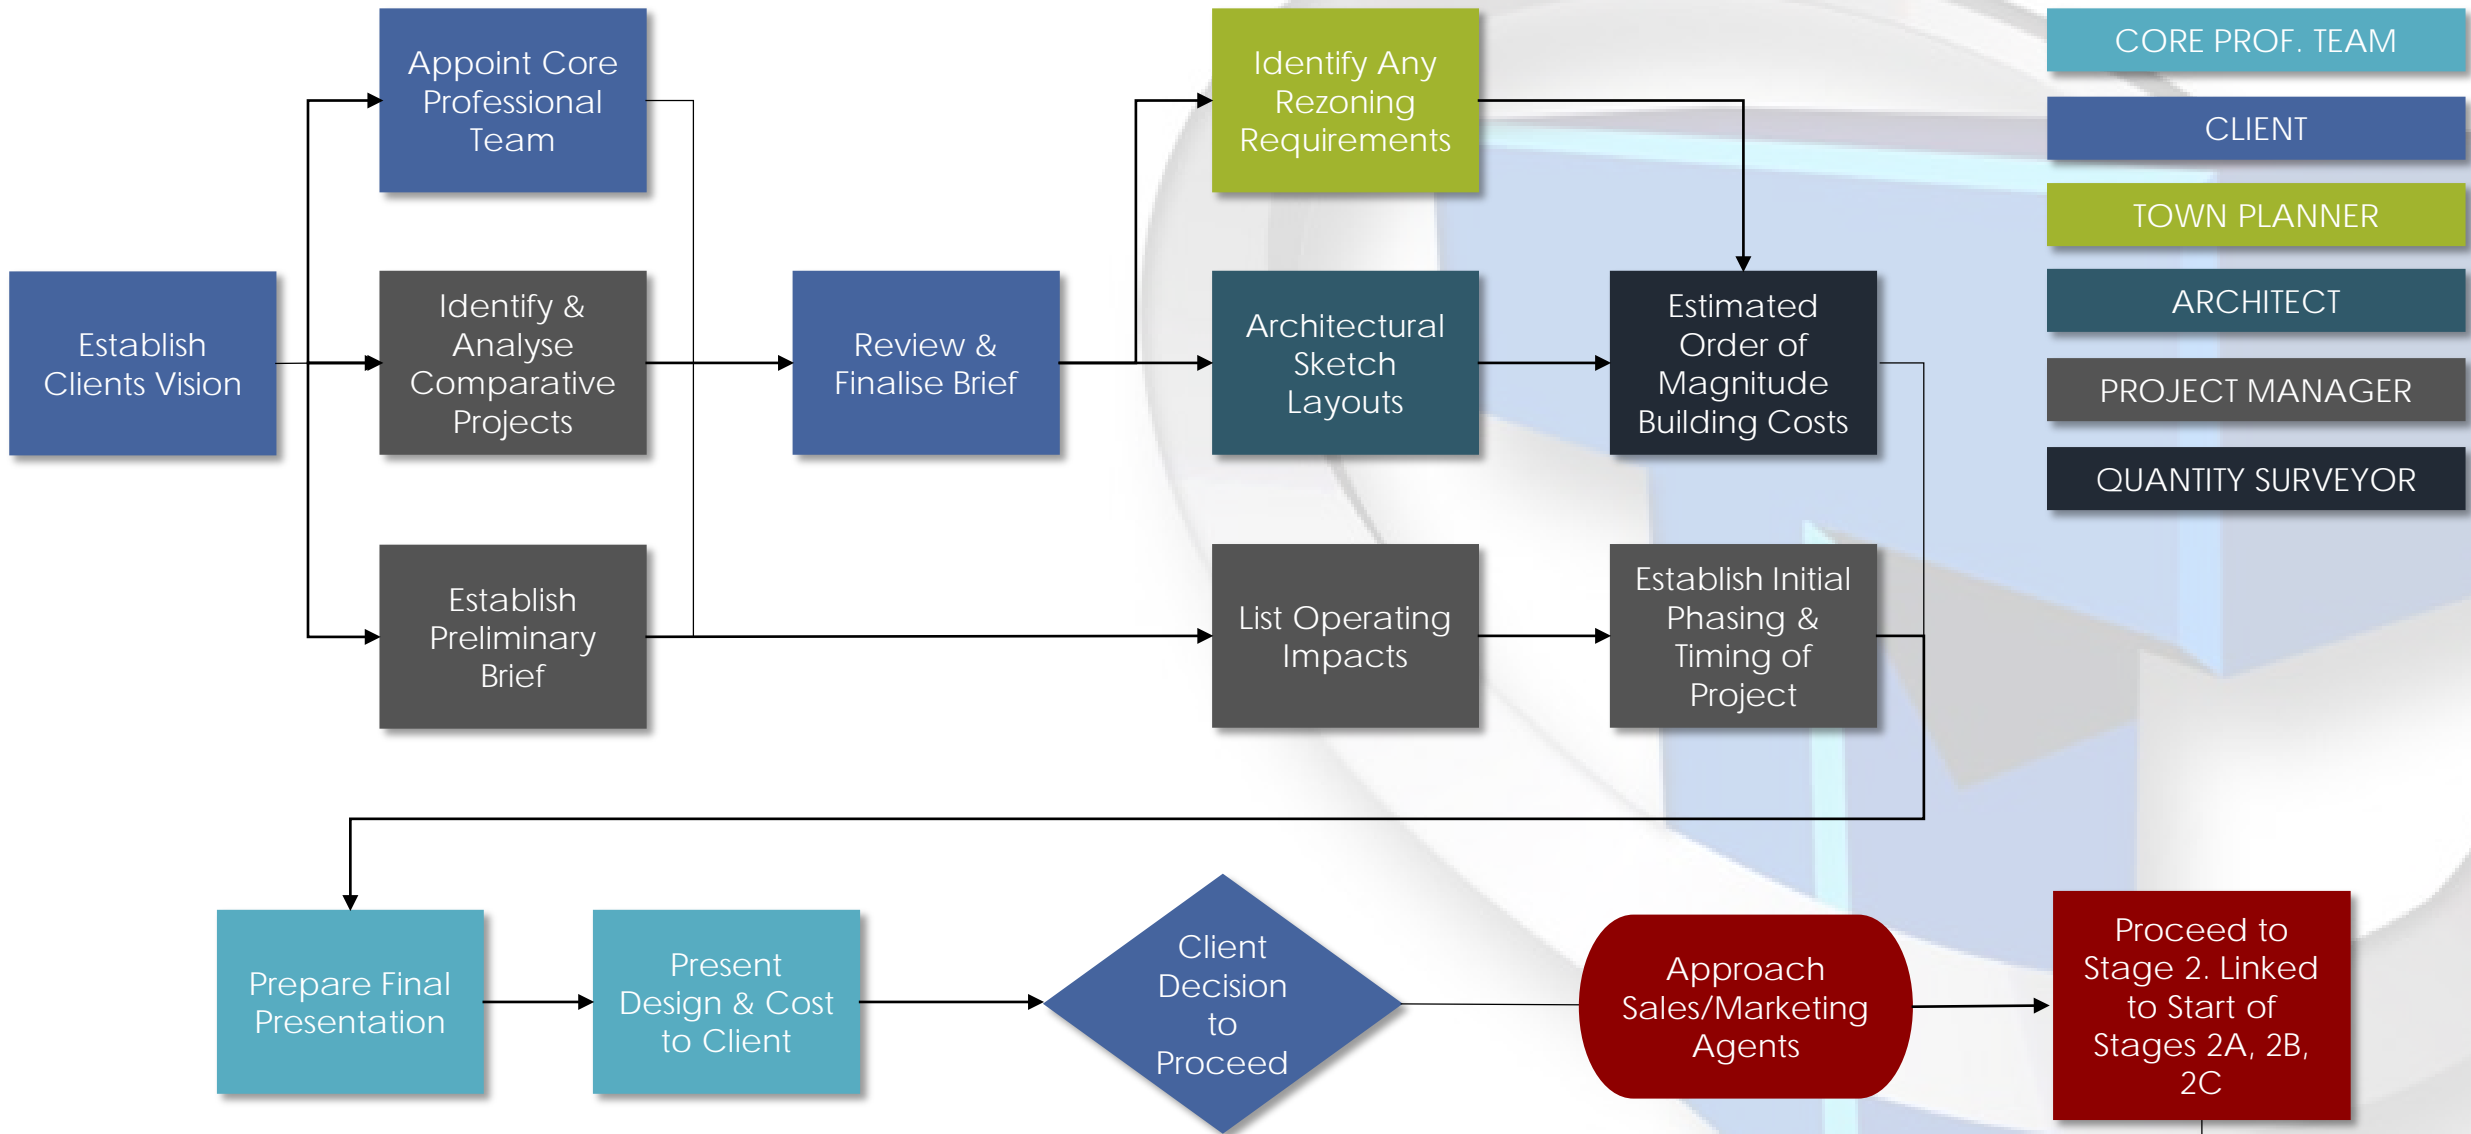 Appoint Core
Professional
Team
Identify Any
Rezoning
Requirements
CORE PROF. TEAM
CLIENT
TOWN PLANNER
ARCHITECT
PROJECT MANAGER
QUANTITY SURVEYOR
Establish
Clients Vision
Identify &
Analyse
Comparative
Projects
Review &
Finalise Brief
Architectural
Sketch
Layouts
Estimated
Order of
Magnitude
Building Costs
Establish
Preliminary
Brief
List Operating
Impacts
Establish Initial
Phasing &
Timing of
Project
Prepare Final
Presentation
Present
Design & Cost
to Client
Client
Decision
to
Proceed
Approach
Sales/Marketing
Agents
Proceed to
Stage 2. Linked
to Start of
Stages 2A, 2B,
2C